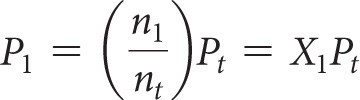 P₁ = (n₁/nₜ)Pₜ = X₁Pₜ